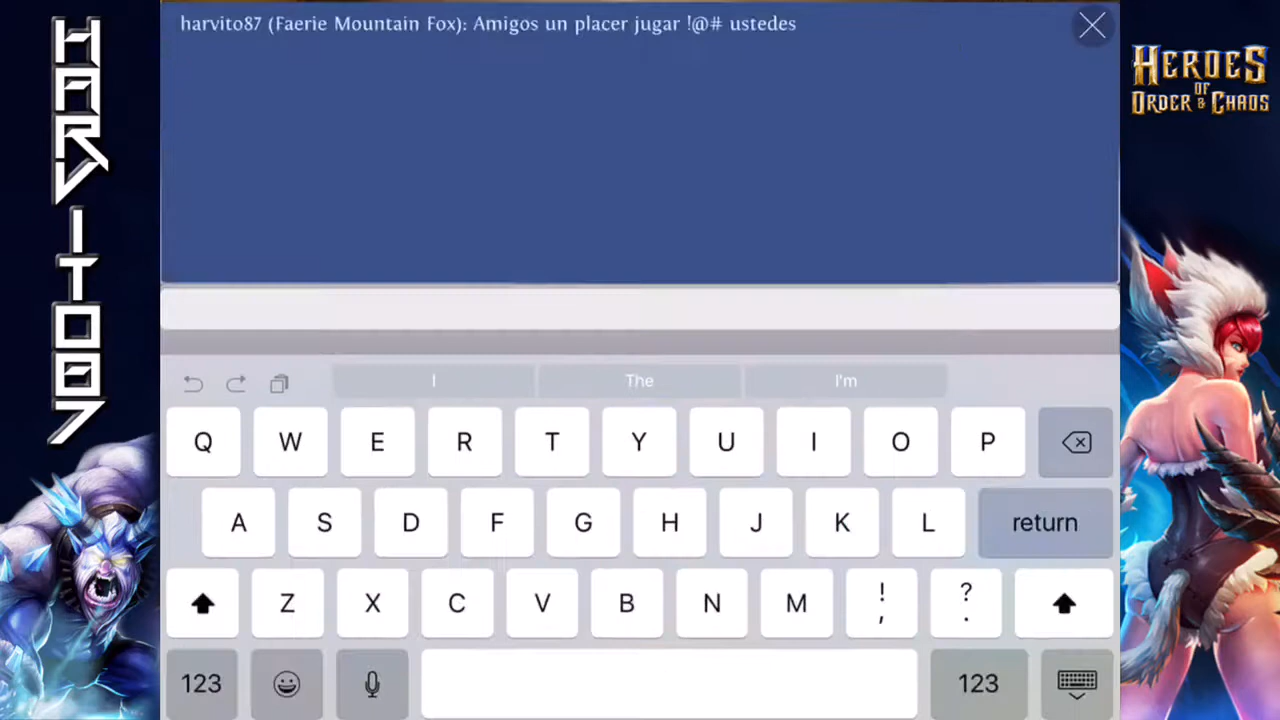 HARVITO87
harvito87 (Faerie Mountain Fox): Amigos un placer jugar !@# ustedes
HEROES
OF
ORDER & CHAOS
I The I'm
Q W E R T Y U I O P
A S D F G H J K L return
Z X C V B N M ! , ? .
123 123